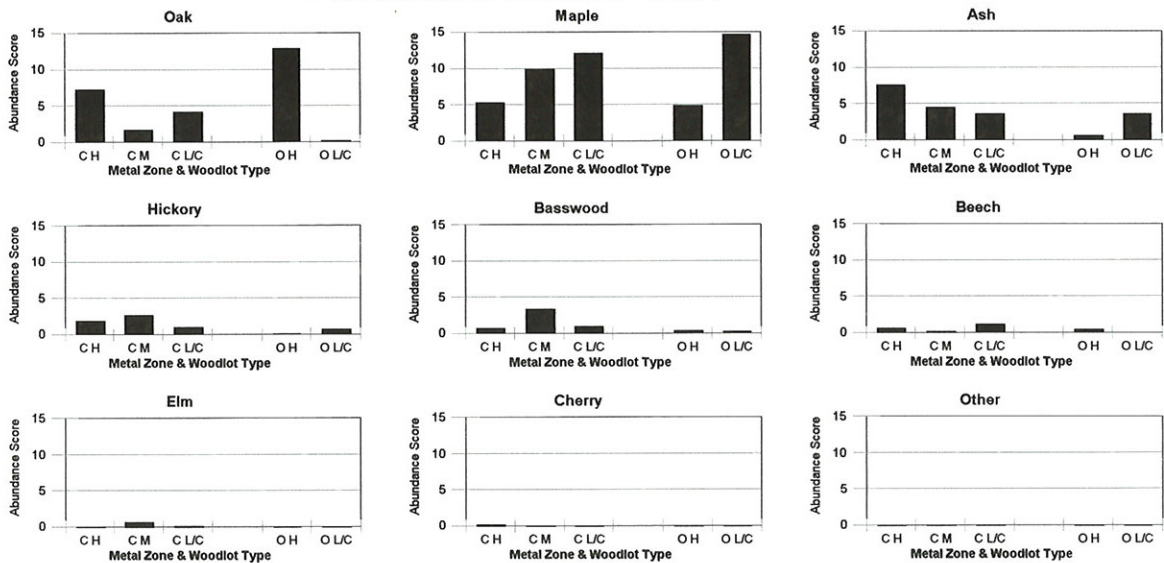 Oak
Abundance Score
15
10
5
0
C H C M C L/C O H O L/C
Metal Zone & Woodlot Type
Maple
Abundance Score
15
10
5
0
C H C M C L/C O H O L/C
Metal Zone & Woodlot Type
Ash
Abundance Score
15
10
5
0
C H C M C L/C O H O L/C
Metal Zone & Woodlot Type
Hickory
Abundance Score
15
10
5
0
C H C M C L/C O H O L/C
Metal Zone & Woodlot Type
Basswood
Abundance Score
15
10
5
0
C H C M C L/C O H O L/C
Metal Zone & Woodlot Type
Beech
Abundance Score
15
10
5
0
C H C M C L/C O H O L/C
Metal Zone & Woodlot Type
Elm
Abundance Score
15
10
5
0
C H C M C L/C O H O L/C
Metal Zone & Woodlot Type
Cherry
Abundance Score
15
10
5
0
C H C M C L/C O H O L/C
Metal Zone & Woodlot Type
Other
Abundance Score
15
10
5
0
C H C M C L/C O H O L/C
Metal Zone & Woodlot Type